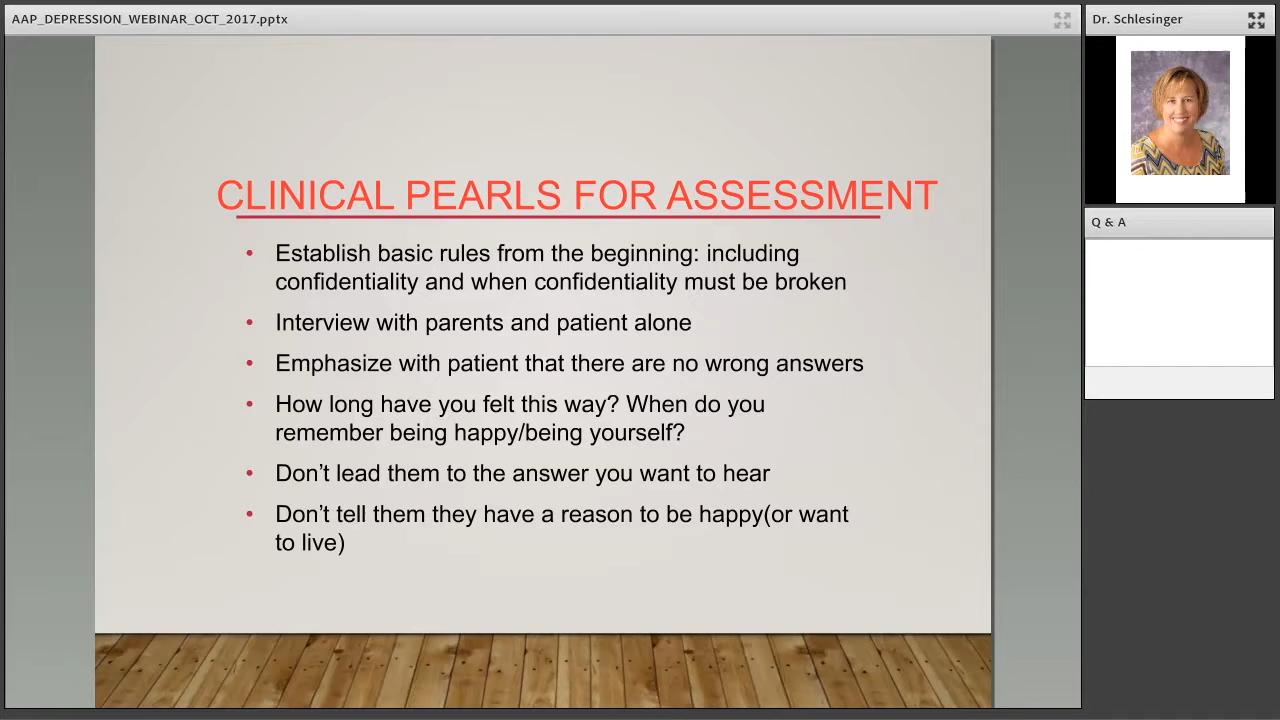 AAP_DEPRESSION_WEBINAR_OCT_2017.pptx
Dr. Schlesinger
Q & A
CLINICAL PEARLS FOR ASSESSMENT
• Establish basic rules from the beginning: including
confidentiality and when confidentiality must be broken
• Interview with parents and patient alone
• Emphasize with patient that there are no wrong answers
• How long have you felt this way? When do you
remember being happy/being yourself?
• Don’t lead them to the answer you want to hear
• Don’t tell them they have a reason to be happy(or want
to live)